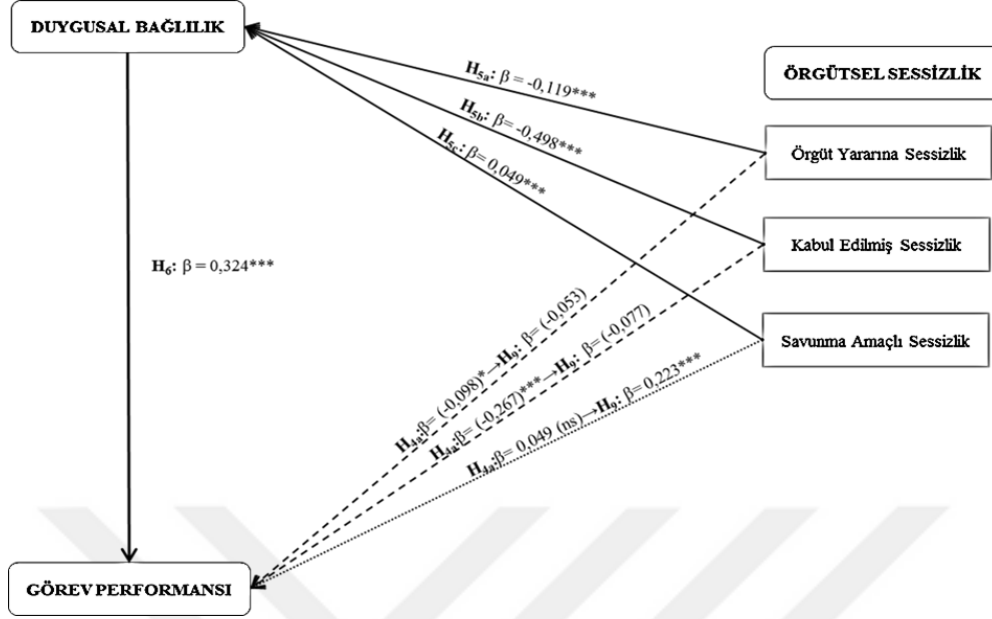 DUYGUSAL BAĞLILIK
ÖRGÜTSEL SESSİZLİK
H5a: β = -0,119***
H5b: β= -0,498***
H5c: β= 0,049***
Örgüt Yararına Sessizlik
Kabul Edilmiş Sessizlik
Savunma Amaçlı Sessizlik
H6: β = 0,324***
H4a:β= (-0,098)*→H9: β= (-0,053)
H4a:β= (-0,267)***→H9: β= (-0,077)
H4a:β= 0,049 (ns)→H9: β= 0,223***
GÖREV PERFORMANSI